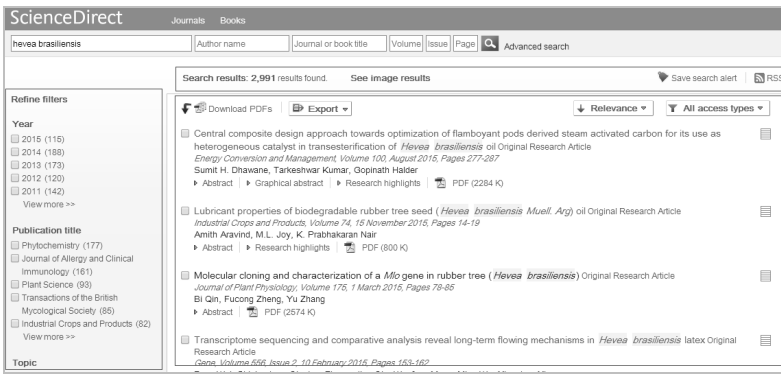 ScienceDirect
Journals Books
hevea brasiliensis
Author name
Journal or book title
Volume Issue Page
Advanced search
Search results: 2,991 results found. See image results
Save search alert
RSS
Refine filters
Year
2015 (115)
2014 (188)
2013 (173)
2012 (120)
2011 (142)
View more >>
Publication title
Phytochemistry (177)
Journal of Allergy and Clinical
Immunology (161)
Plant Science (93)
Transactions of the British
Mycological Society (85)
Industrial Crops and Products (82)
View more >>
Topic
Download PDFs Export
Relevance All access types
Central composite design approach towards optimization of flamboyant pods derived steam activated carbon for its use as
heterogeneous catalyst in transesterification of Hevea brasiliensis oil Original Research Article
Energy Conversion and Management, Volume 100, August 2015, Pages 277-287
Sumit H. Dhawane, Tarkeshwar Kumar, Gopinath Halder
Abstract Graphical abstract Research highlights PDF (2284 K)
Lubricant properties of biodegradable rubber tree seed (Hevea brasiliensis Muell. Arg) oil Original Research Article
Industrial Crops and Products, Volume 74, 15 November 2015, Pages 14-19
Amith Aravind, M.L. Joy, K. Prabhakaran Nair
Abstract Research highlights PDF (800 K)
Molecular cloning and characterization of a Mlo gene in rubber tree (Hevea brasiliensis) Original Research Article
Journal of Plant Physiology, Volume 175, 1 March 2015, Pages 78-85
Bi Qin, Fucong Zheng, Yu Zhang
Abstract PDF (2574 K)
Transcriptome sequencing and comparative analysis reveal long-term flowing mechanisms in Hevea brasiliensis latex Original
Research Article
Gene, Volume 556, Issue 2, 10 February 2015, Pages 153-162